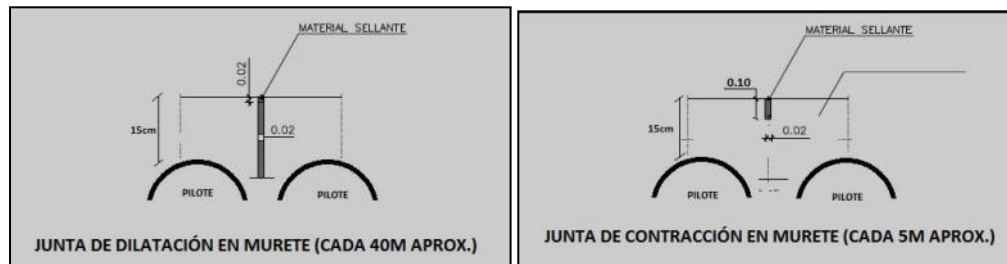 MATERIAL SELLANTE
0.02
15cm
0.02
PILOTE
PILOTE
JUNTA DE DILATACIÓN EN MURETE (CADA 40M APROX.)
MATERIAL SELLANTE
0.10
15cm
0.02
PILOTE
PILOTE
JUNTA DE CONTRACCIÓN EN MURETE (CADA 5M APROX.)